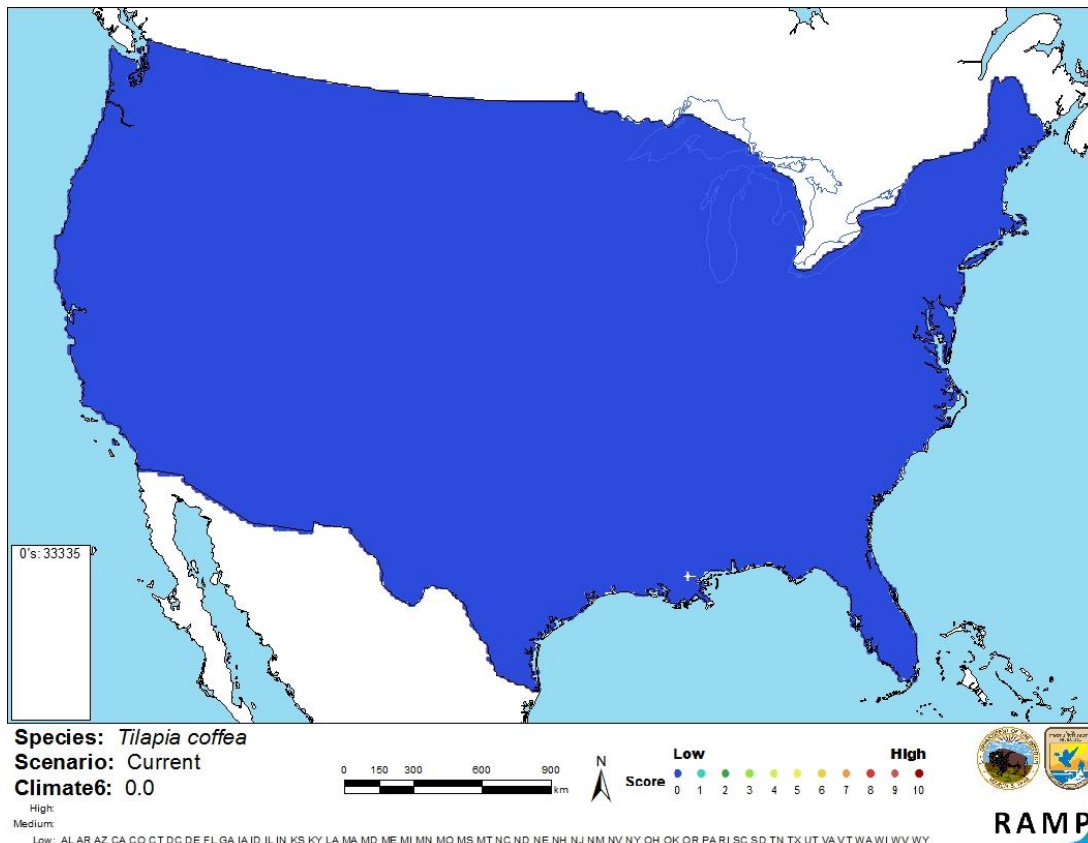 0's: 33335
Species: Tilapia coffea
Scenario: Current
Climate6: 0.0
0 150 300 600 900
km
N
Low High
Score
0 1 2 3 4 5 6 7 8 9 10
High:
Medium:
Low: AL AR AZ CA CO CT DC DE FL GA IA ID IL IN KS KY LA MA MD ME MI MN MO MS MT NC ND NE NH NJ NM NV NY OH OK OR PA RI SC SD TN TX UT VA VT WA WI WV WY
RAMP